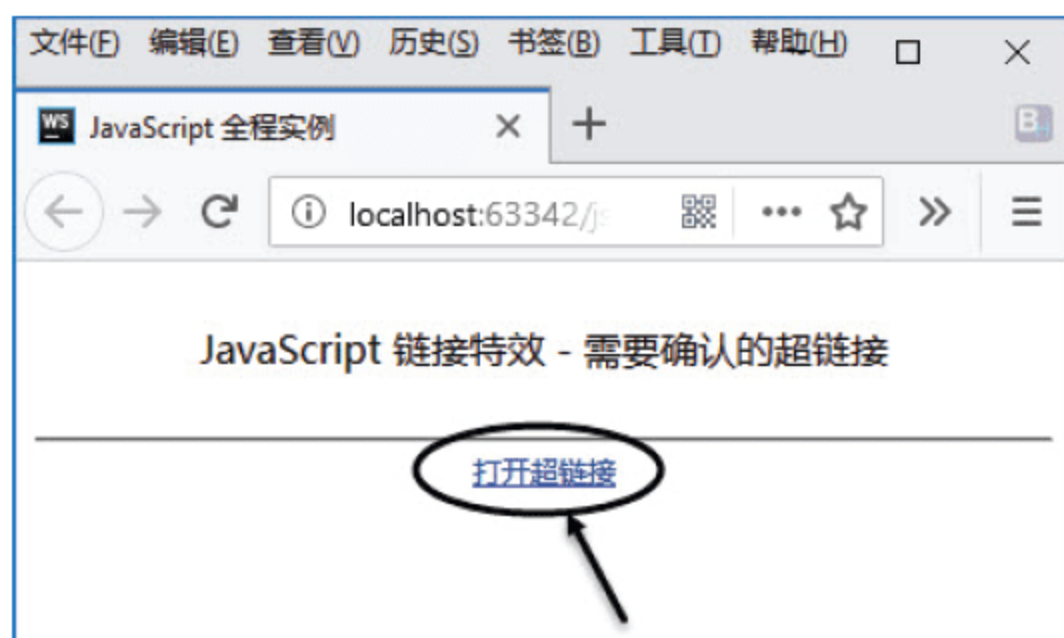 文件(F) 编辑(E) 查看(V) 历史(S) 书签(B) 工具(T) 帮助(H)
WS JavaScript 全程实例
localhost:63342/js
JavaScript 链接特效 - 需要确认的超链接
打开超链接